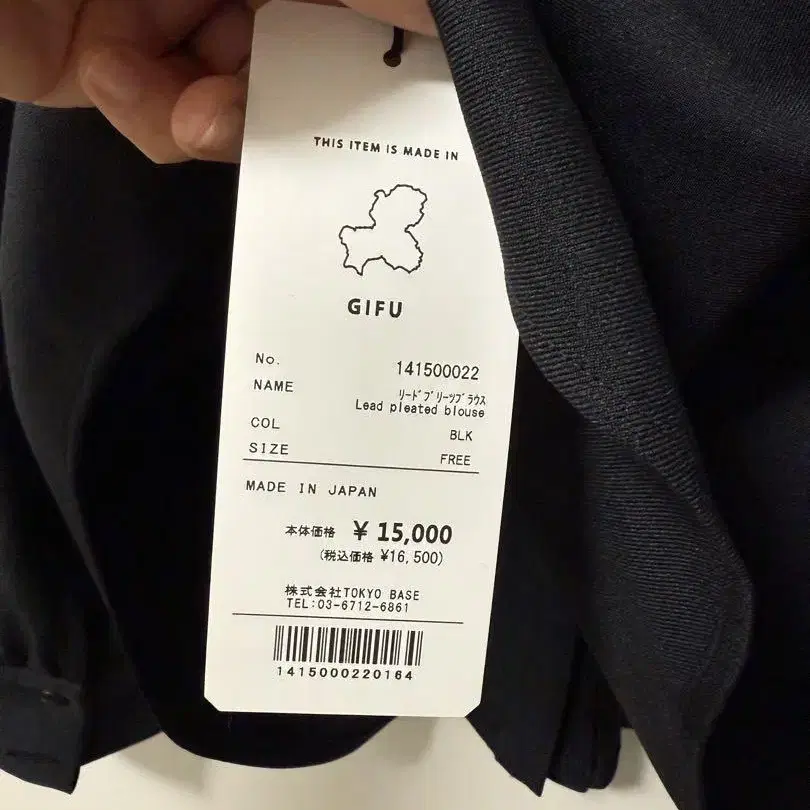 THIS ITEM IS MADE IN
GIFU
No. 141500022
NAME リードプリーツブラウス
Lead pleated blouse
COL BLK
SIZE FREE
MADE IN JAPAN
本体価格 ¥ 15,000
(税込価格 ¥16,500)
株式会社TOKYO BASE
TEL:03-6712-6861
1415000220164